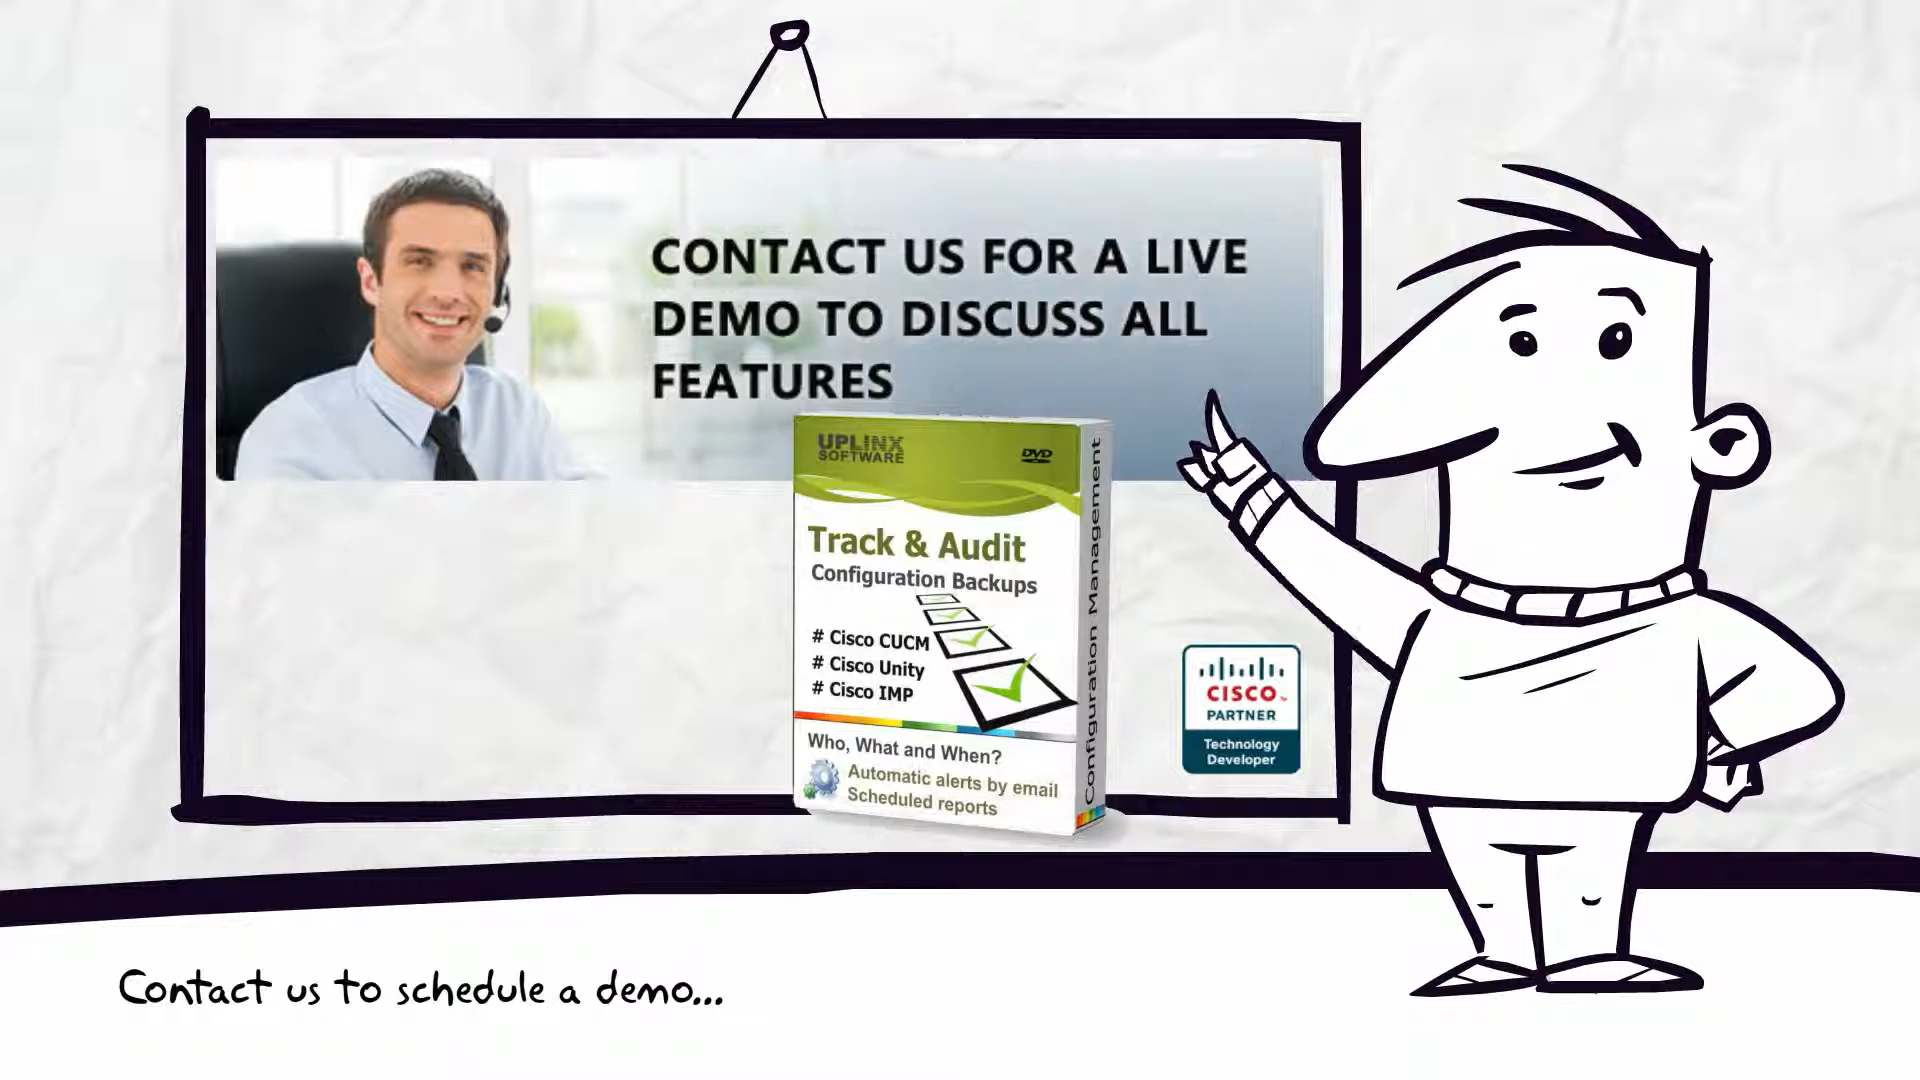 CONTACT US FOR A LIVE
DEMO TO DISCUSS ALL
FEATURES
UPLINX
SOFTWARE
DVD
Track & Audit
Configuration Backups
# Cisco CUCM
# Cisco Unity
# Cisco IMP
Who, What and When?
Automatic alerts by email
Scheduled reports
Configuration Management
CISCO™
PARTNER
Technology
Developer
Contact us to schedule a demo...